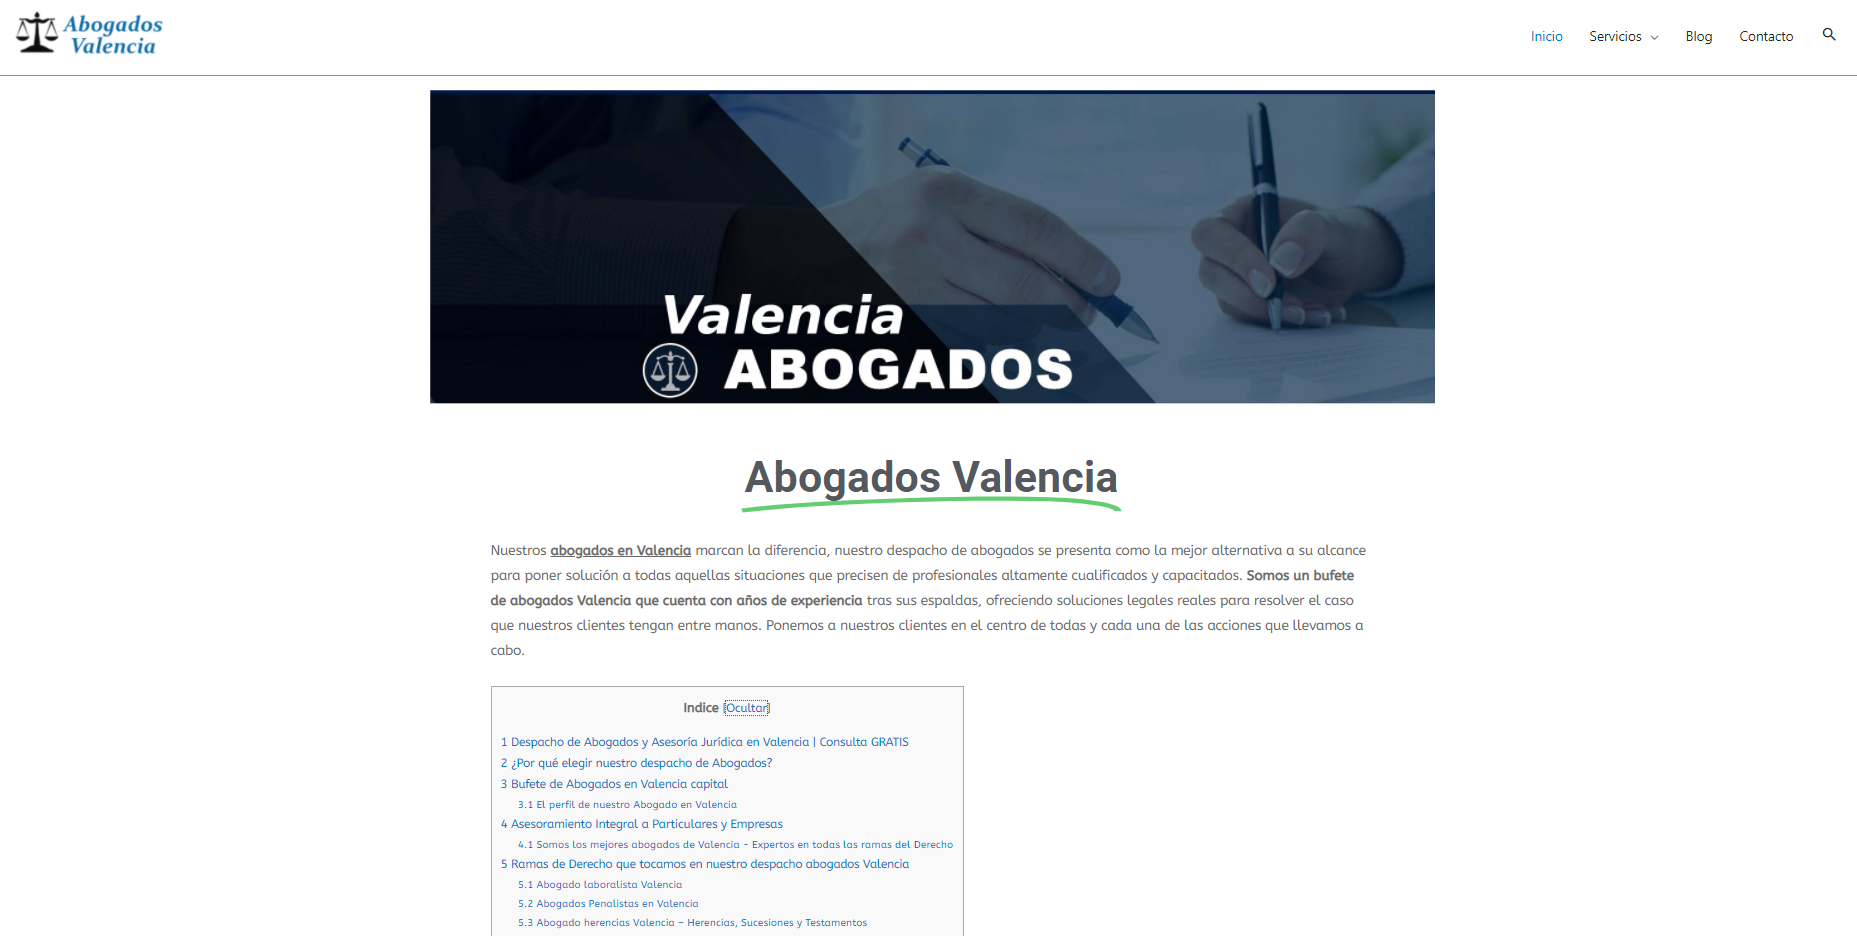 Abogados
Valencia
Inicio
Servicios
Blog
Contacto
Valencia
ABOGADOS
Abogados Valencia
Nuestros abogados en Valencia marcan la diferencia, nuestro despacho de abogados se presenta como la mejor alternativa a su alcance
para poner solución a todas aquellas situaciones que precisen de profesionales altamente cualificados y capacitados. Somos un bufete
de abogados Valencia que cuenta con años de experiencia tras sus espaldas, ofreciendo soluciones legales reales para resolver el caso
que nuestros clientes tengan entre manos. Ponemos a nuestros clientes en el centro de todas y cada una de las acciones que llevamos a
cabo.
Indice [Ocultar]
1 Despacho de Abogados y Asesoría Jurídica en Valencia | Consulta GRATIS
2 ¿Por qué elegir nuestro despacho de Abogados?
3 Bufete de Abogados en Valencia capital
3.1 El perfil de nuestro Abogado en Valencia
4 Asesoramiento Integral a Particulares y Empresas
4.1 Somos los mejores abogados de Valencia - Expertos en todas las ramas del Derecho
5 Ramas de Derecho que tocamos en nuestro despacho abogados Valencia
5.1 Abogado laboralista Valencia
5.2 Abogados Penalistas en Valencia
5.3 Abogado herencias Valencia – Herencias, Sucesiones y Testamentos